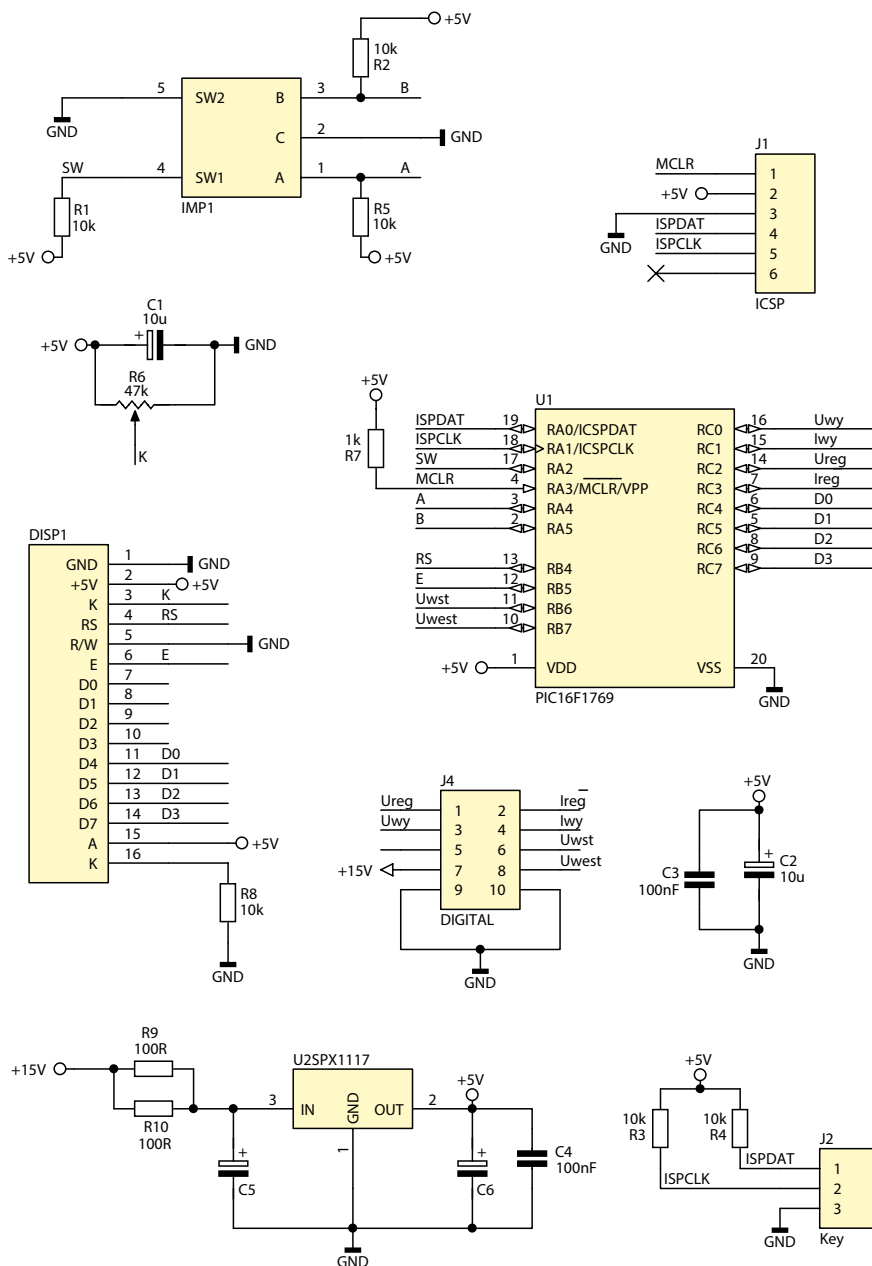 +5V
10k
R2
5
SW2
B
3
B
GND
C
2
GND
SW
4
SW1
A
1
A
R1
10k
IMP1
R5
10k
+5V
+5V
J1
MCLR
1
+5V
2
3
GND
ISPDAT
4
ISPCLK
5
6
ICSP
C1
10u
+
+5V
GND
R6
47k
K
+5V
1k
R7
U1
ISPDAT
19
RA0/ICSPDAT
RC0
16
Uwy
ISPCLK
18
RA1/ICSPCLK
RC1
15
Iwy
SW
17
RA2
RC2
14
Ureg
MCLR
4
RA3/MCLR/VPP
RC3
7
Ireg
A
3
RA4
RC4
6
D0
B
2
RA5
RC5
5
D1
RC6
8
D2
RS
13
RB4
RC7
9
D3
E
12
RB5
Uwst
11
RB6
Uwest
10
RB7
+5V
1
VDD
VSS
20
GND
PIC16F1769
DISP1
GND
1
GND
+5V
2
+5V
K
3
K
RS
4
RS
R/W
5
GND
E
6
E
D0
7
D1
8
D2
9
D3
10
D4
11
D0
D5
12
D1
D6
13
D2
D7
14
D3
A
15
+5V
K
16
R8
10k
GND
J4
Ureg
1
2
Ireg
Uwy
3
4
Iwy
5
6
Uwst
+15V
7
8
Uwest
9
10
DIGITAL
GND
+5V
C3
100nF
+
C2
10u
GND
R9
100R
+15V
R10
100R
U2SPX1117
3
IN
GND
OUT
2
1
+5V
+
C5
+
C6
C4
100nF
GND
+5V
10k
R3
10k
R4
J2
ISPDAT
1
ISPCLK
2
3
GND
Key